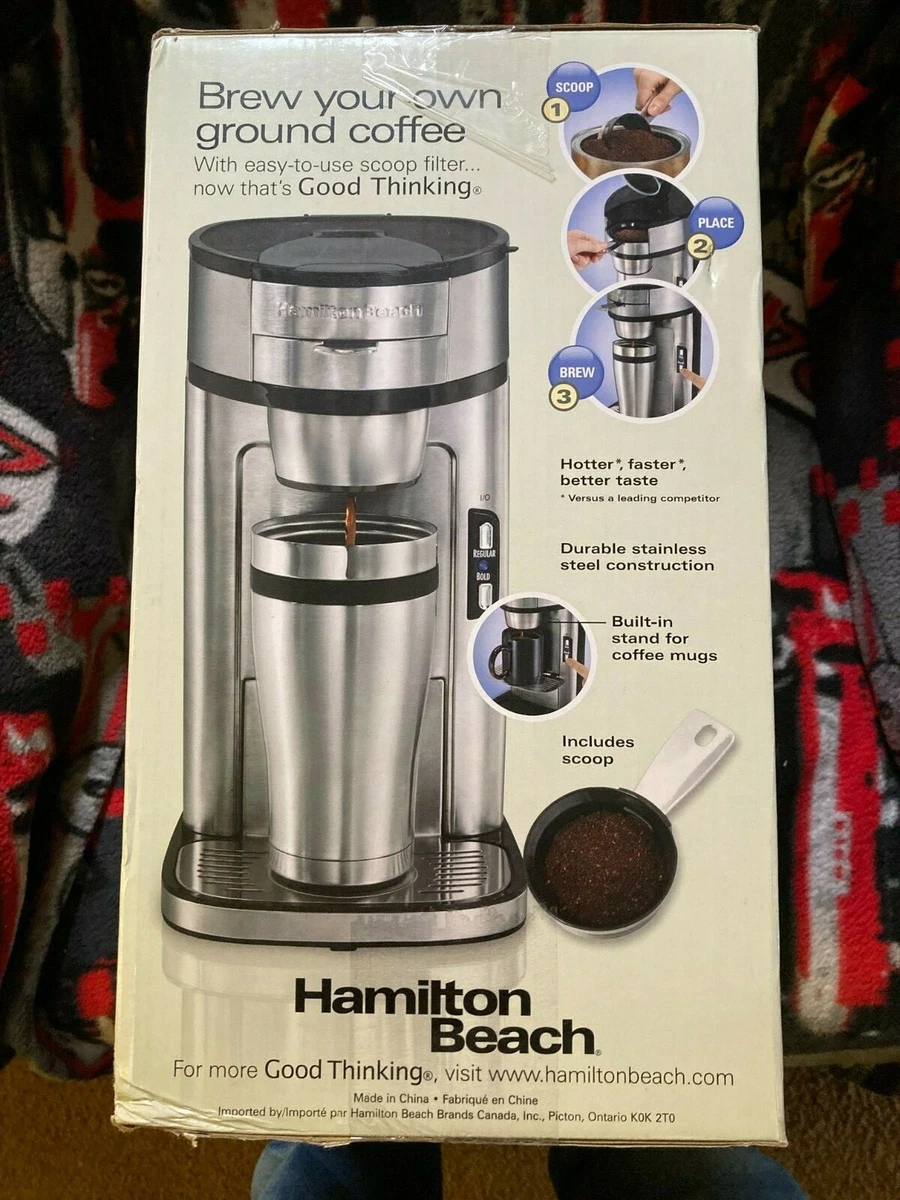 Brew your own
ground coffee
With easy-to-use scoop filter...
now that's Good Thinking®
SCOOP
1
PLACE
2
BREW
3
Hamilton Beach
Hotter*, faster*,
better taste
* Versus a leading competitor
I/O
REGULAR
BOLD
Durable stainless
steel construction
Built-in
stand for
coffee mugs
Includes
scoop
Hamilton
Beach®
For more Good Thinking®, visit www.hamiltonbeach.com
Made in China • Fabriqué en Chine
Imported by/Importé par Hamilton Beach Brands Canada, Inc., Picton, Ontario K0K 2T0